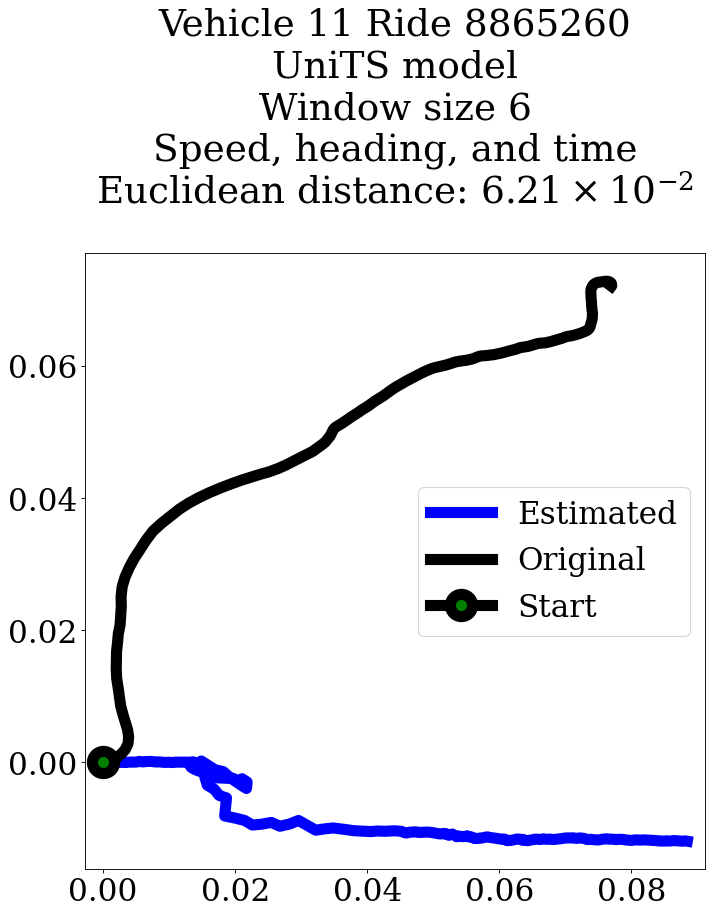 Vehicle 11 Ride 8865260
UniTS model
Window size 6
Speed, heading, and time
Euclidean distance: 6.21 × 10⁻²
0.06
0.04
0.02
0.00
Estimated
Original
Start
0.00 0.02 0.04 0.06 0.08